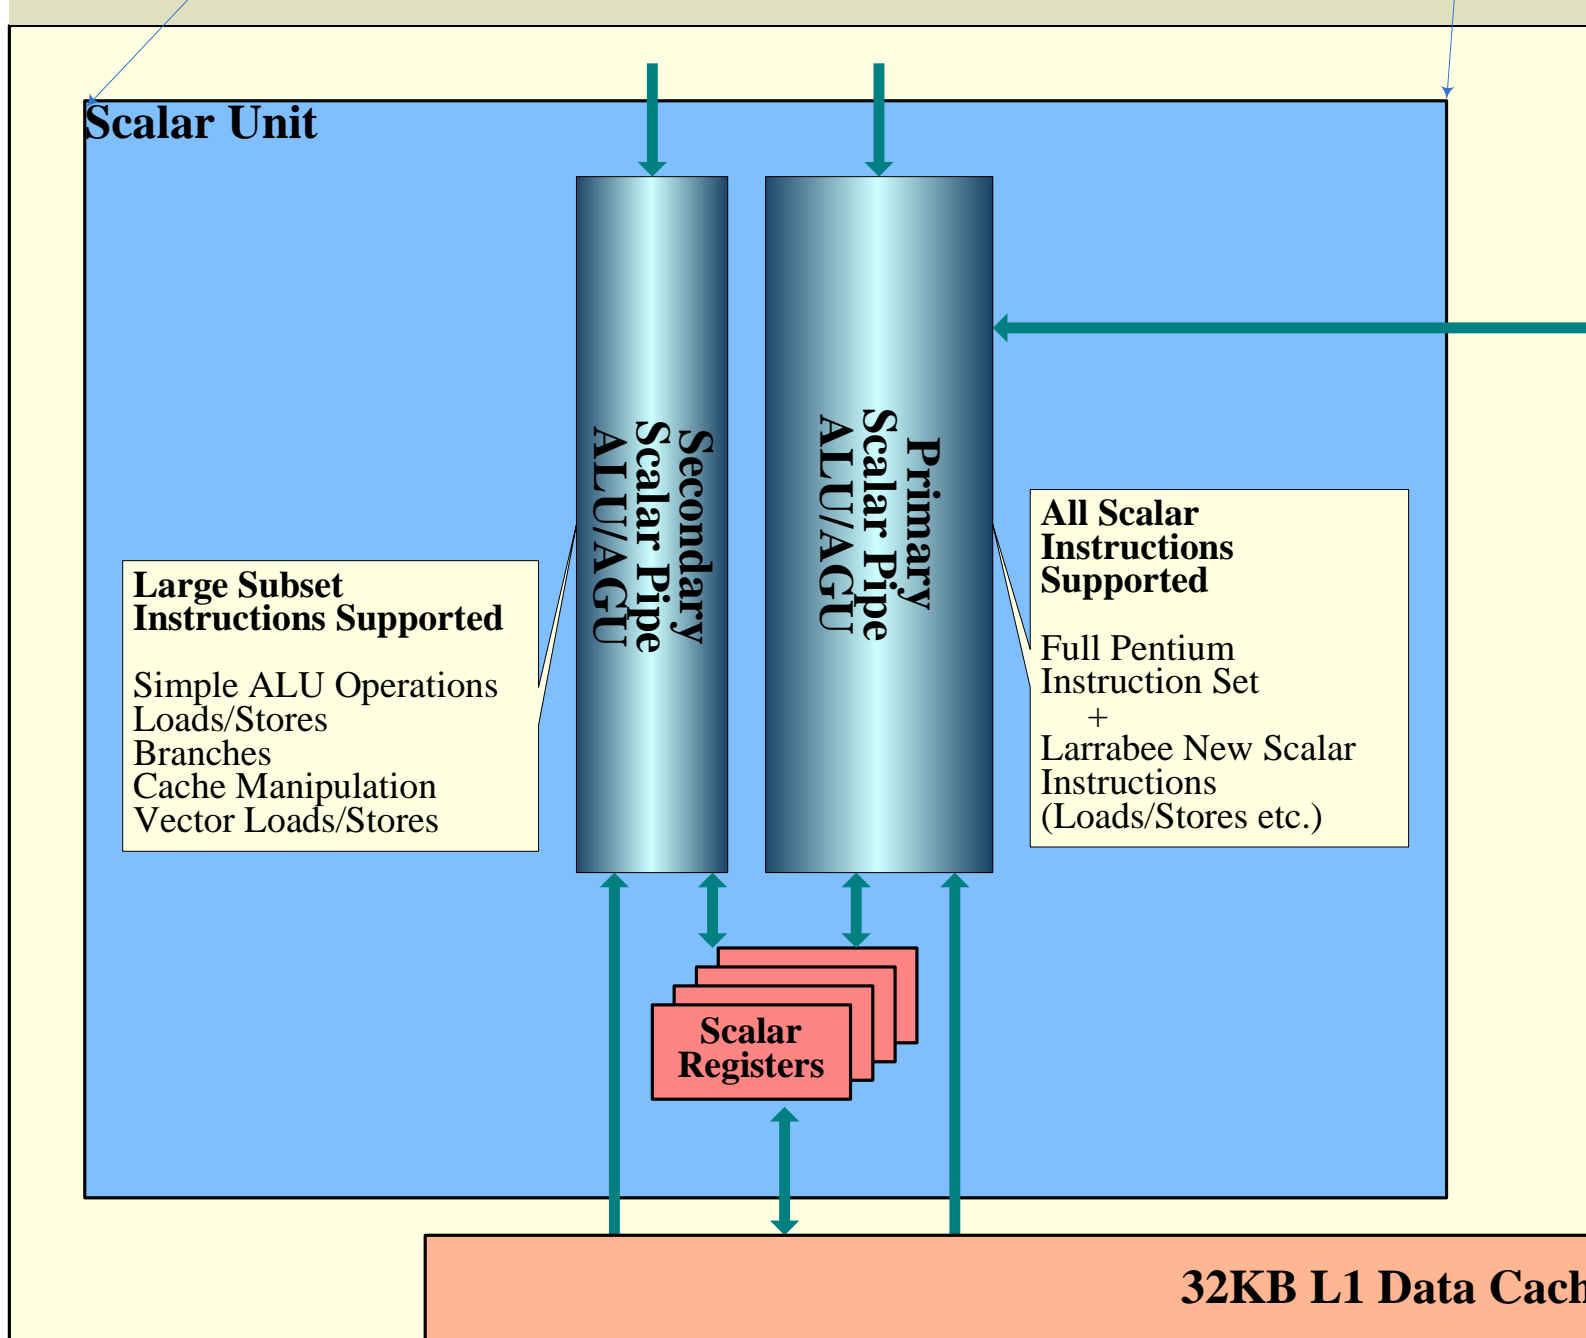 Scalar Unit
Secondary
Scalar Pipe
ALU/AGU
Primary
Scalar Pipe
ALU/AGU
Large Subset
Instructions Supported
Simple ALU Operations
Loads/Stores
Branches
Cache Manipulation
Vector Loads/Stores
All Scalar
Instructions
Supported
Full Pentium
Instruction Set
+
Larrabee New Scalar
Instructions
(Loads/Stores etc.)
Scalar
Registers
32KB L1 Data Cach